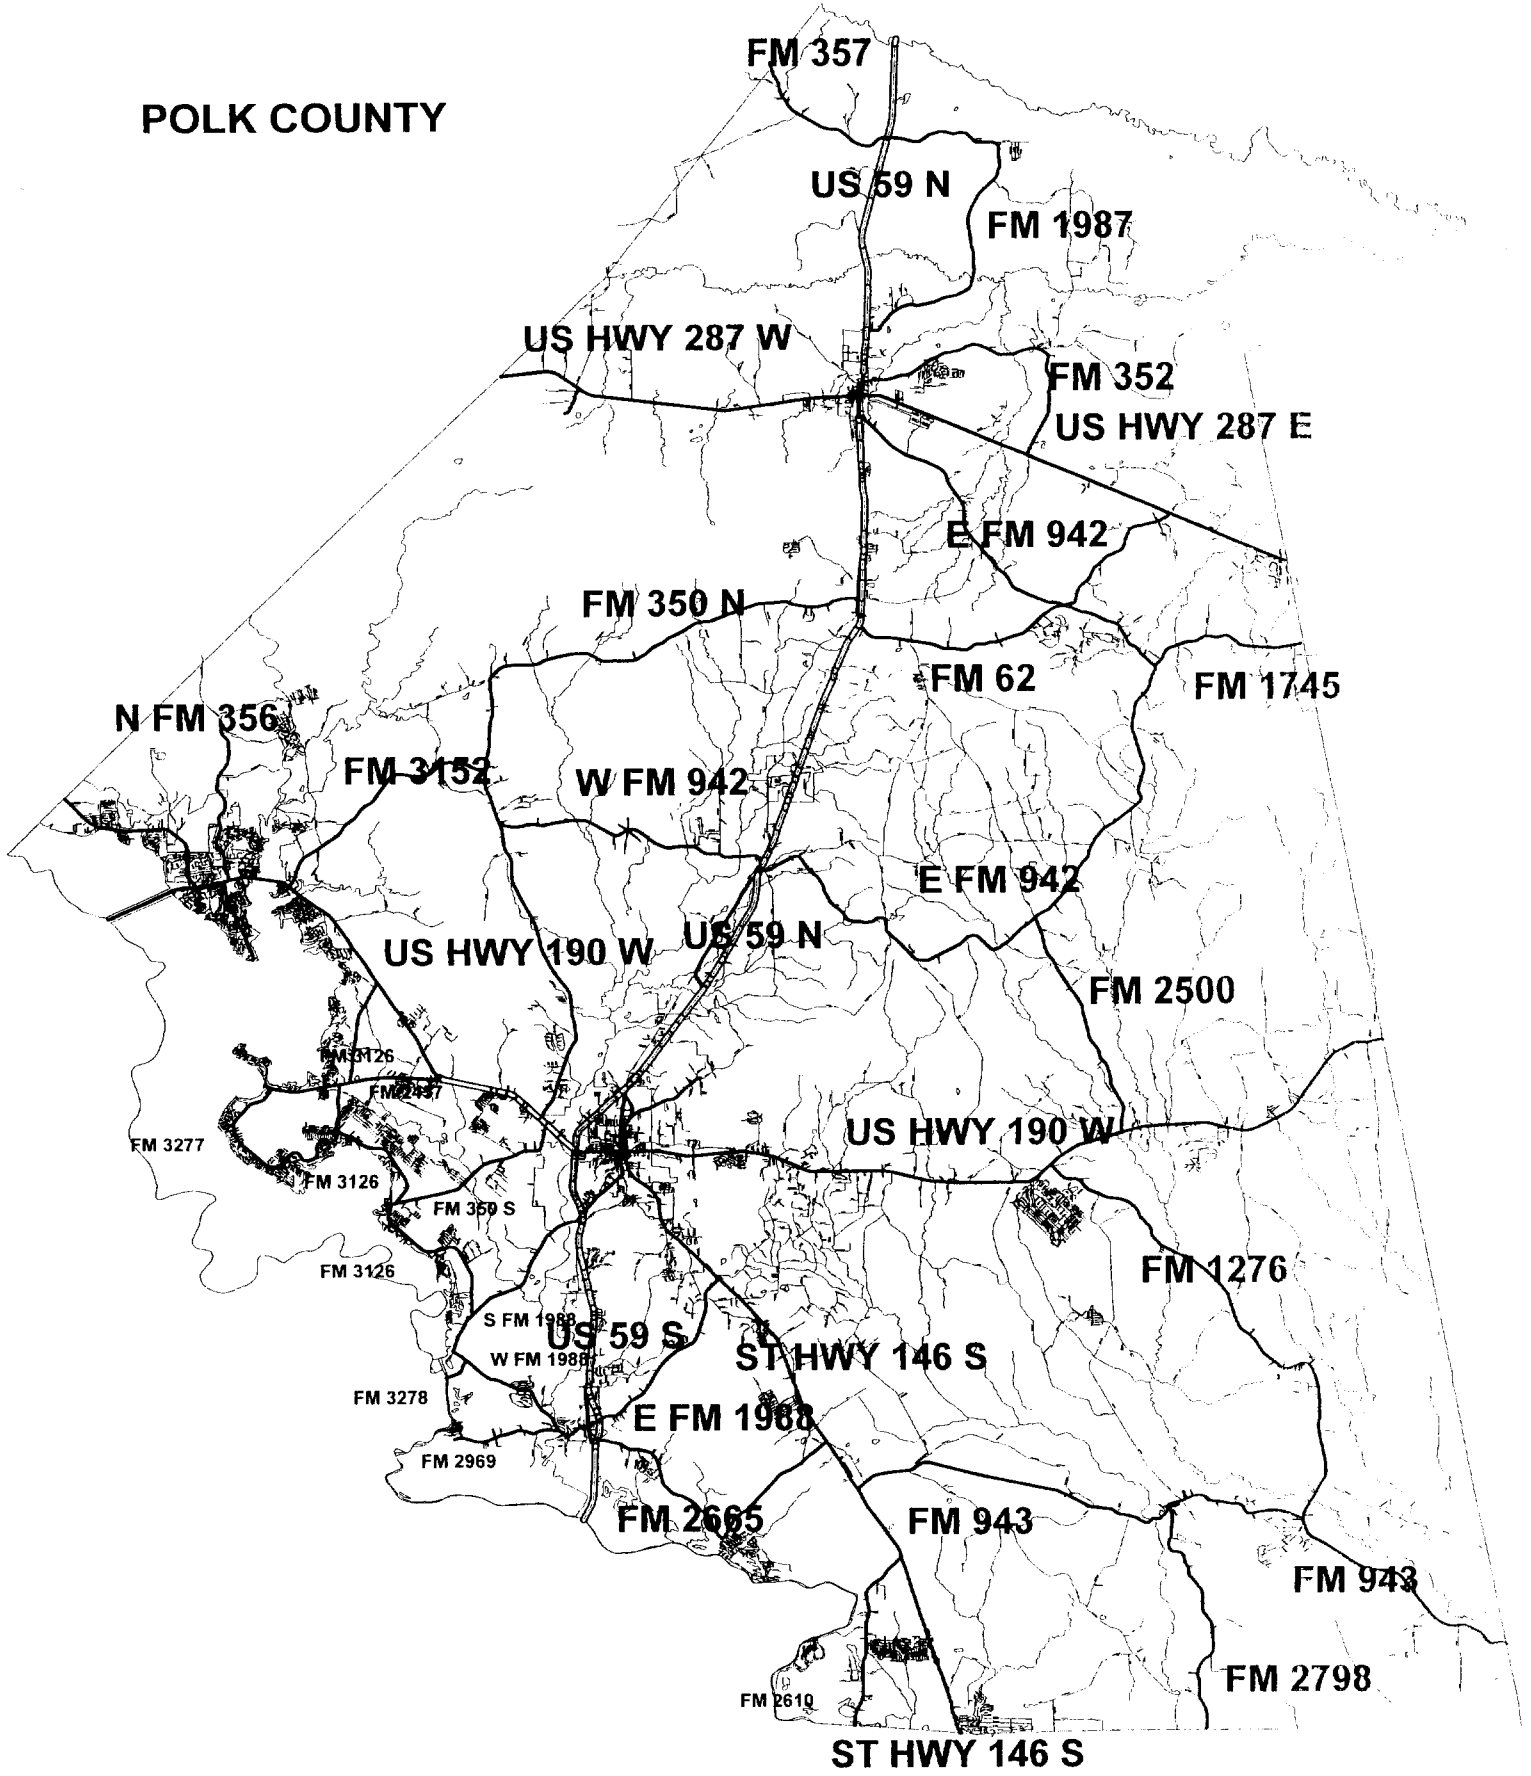 FM 357
POLK COUNTY
US 59 N
FM 1987
US HWY 287 W
FM 352
US HWY 287 E
E FM 942
FM 350 N
FM 62
FM 1745
N FM 356
FM 3152
W FM 942
E FM 942
US 59 N
US HWY 190 W
FM 2500
FM 3126
FM 2457
US HWY 190 W
FM 3277
FM 3126
FM 350 S
FM 3126
FM 1276
S FM 1988
US 59 S
W FM 1988
ST HWY 146 S
FM 3278
E FM 1988
FM 2969
FM 2665
FM 943
FM 943
FM 2798
FM 2610
ST HWY 146 S